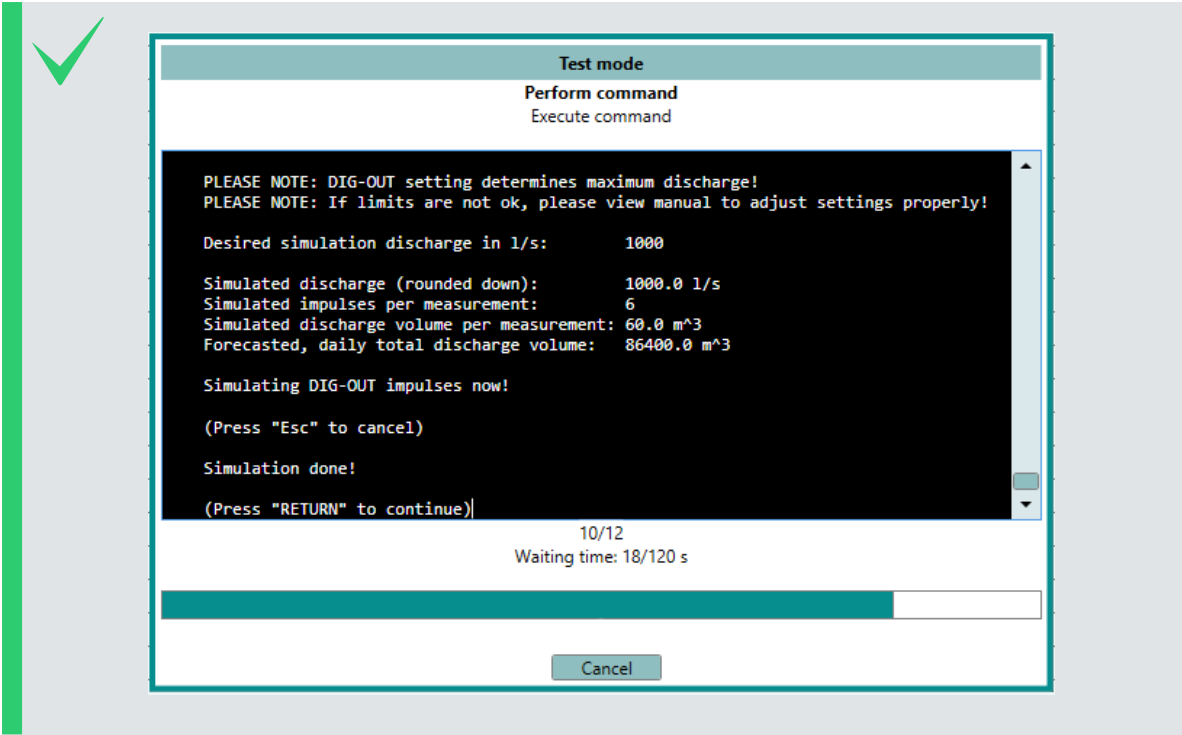 Test mode
Perform command
Execute command
PLEASE NOTE: DIG-OUT setting determines maximum discharge!
PLEASE NOTE: If limits are not ok, please view manual to adjust settings properly!
Desired simulation discharge in l/s: 1000
Simulated discharge (rounded down): 1000.0 l/s
Simulated impulses per measurement: 6
Simulated discharge volume per measurement: 60.0 m^3
Forecasted, daily total discharge volume: 86400.0 m^3
Simulating DIG-OUT impulses now!
(Press "Esc" to cancel)
Simulation done!
(Press "RETURN" to continue)
10/12
Waiting time: 18/120 s
Cancel